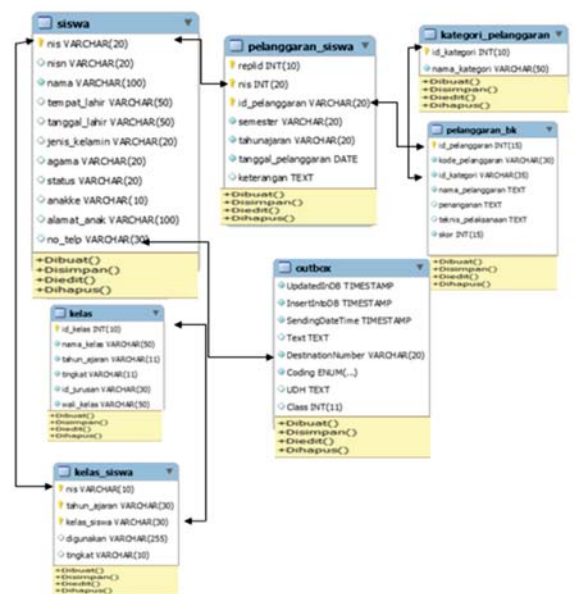 siswa
nis VARCHAR(20)
nisn VARCHAR(20)
nama VARCHAR(100)
tempat_lahir VARCHAR(50)
tanggal_lahir VARCHAR(50)
jenis_kelamin VARCHAR(20)
agama VARCHAR(20)
status VARCHAR(20)
anakke VARCHAR(10)
alamat_anak VARCHAR(100)
no_telp VARCHAR(30)
+Dibuat()
+Disimpan()
+Diedit()
+Dihapus()
pelanggaran_siswa
replid INT(10)
nis INT(20)
id_pelanggaran VARCHAR(20)
semester VARCHAR(20)
tahunajaran VARCHAR(20)
tanggal_pelanggaran DATE
keterangan TEXT
+Dibuat()
+Disimpan()
+Diedit()
+Dihapus()
kategori_pelanggaran
id_kategori INT(10)
nama_kategori VARCHAR(50)
+Dibuat()
+Disimpan()
+Diedit()
+Dihapus()
pelanggaran_bk
id_pelanggaran INT(15)
kode_pelanggaran VARCHAR(30)
id_kategori VARCHAR(35)
nama_pelanggaran TEXT
penanganan TEXT
teknis_pelaksanaan TEXT
skor INT(15)
+Dibuat()
+Disimpan()
+Diedit()
+Dihapus()
outbox
UpdatedInDB TIMESTAMP
InsertIntoDB TIMESTAMP
SendingDateTime TIMESTAMP
Text TEXT
DestinationNumber VARCHAR(20)
Coding ENUM(...)
UDH TEXT
Class INT(11)
+Dibuat()
+Disimpan()
+Diedit()
+Dihapus()
kelas
id_kelas INT(10)
nama_kelas VARCHAR(50)
tahun_ajaran VARCHAR(11)
tingkat VARCHAR(11)
id_jurusan VARCHAR(30)
wali_kelas VARCHAR(50)
+Dibuat()
+Disimpan()
+Diedit()
+Dihapus()
kelas_siswa
nis VARCHAR(10)
tahun_ajaran VARCHAR(30)
kelas_siswa VARCHAR(30)
digunakan VARCHAR(255)
tingkat VARCHAR(10)
+Dibuat()
+Disimpan()
+Diedit()
+Dihapus()